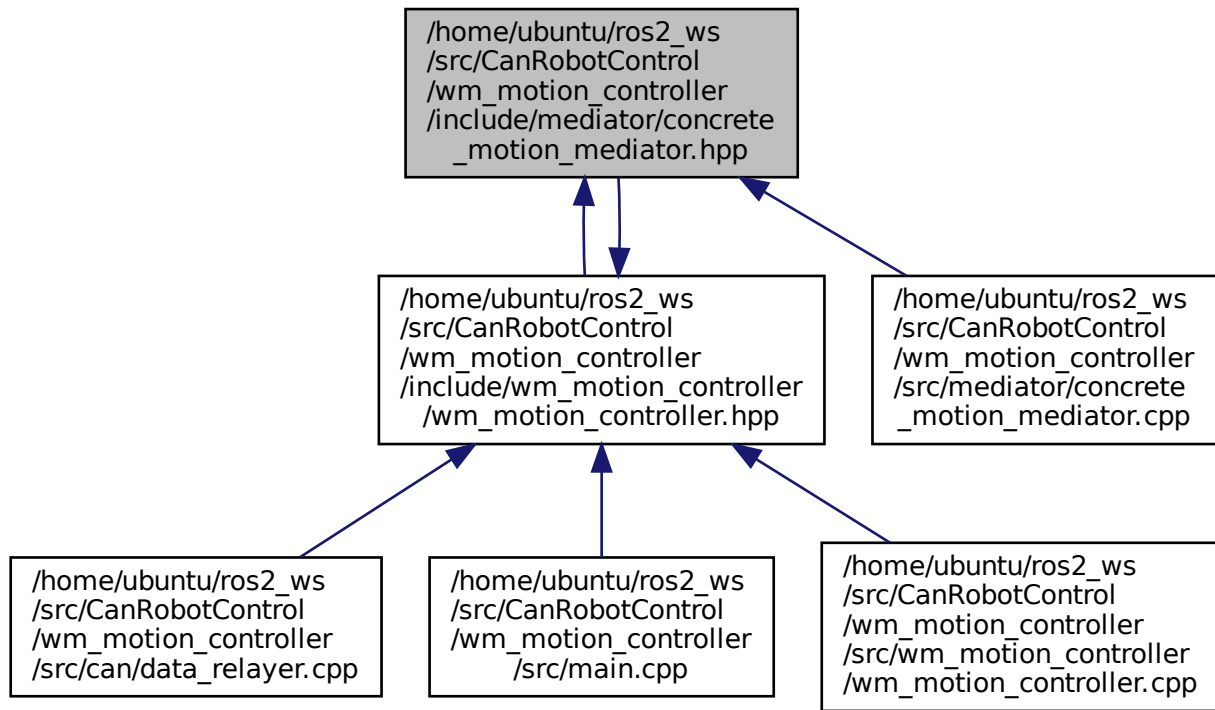 /home/ubuntu/ros2_ws
/src/CanRobotControl
/wm_motion_controller
/include/mediator/concrete
_motion_mediator.hpp
/home/ubuntu/ros2_ws
/src/CanRobotControl
/wm_motion_controller
/include/wm_motion_controller
/wm_motion_controller.hpp
/home/ubuntu/ros2_ws
/src/CanRobotControl
/wm_motion_controller
/src/mediator/concrete
_motion_mediator.cpp
/home/ubuntu/ros2_ws
/src/CanRobotControl
/wm_motion_controller
/src/can/data_relayer.cpp
/home/ubuntu/ros2_ws
/src/CanRobotControl
/wm_motion_controller
/src/main.cpp
/home/ubuntu/ros2_ws
/src/CanRobotControl
/wm_motion_controller
/src/wm_motion_controller
/wm_motion_controller.cpp